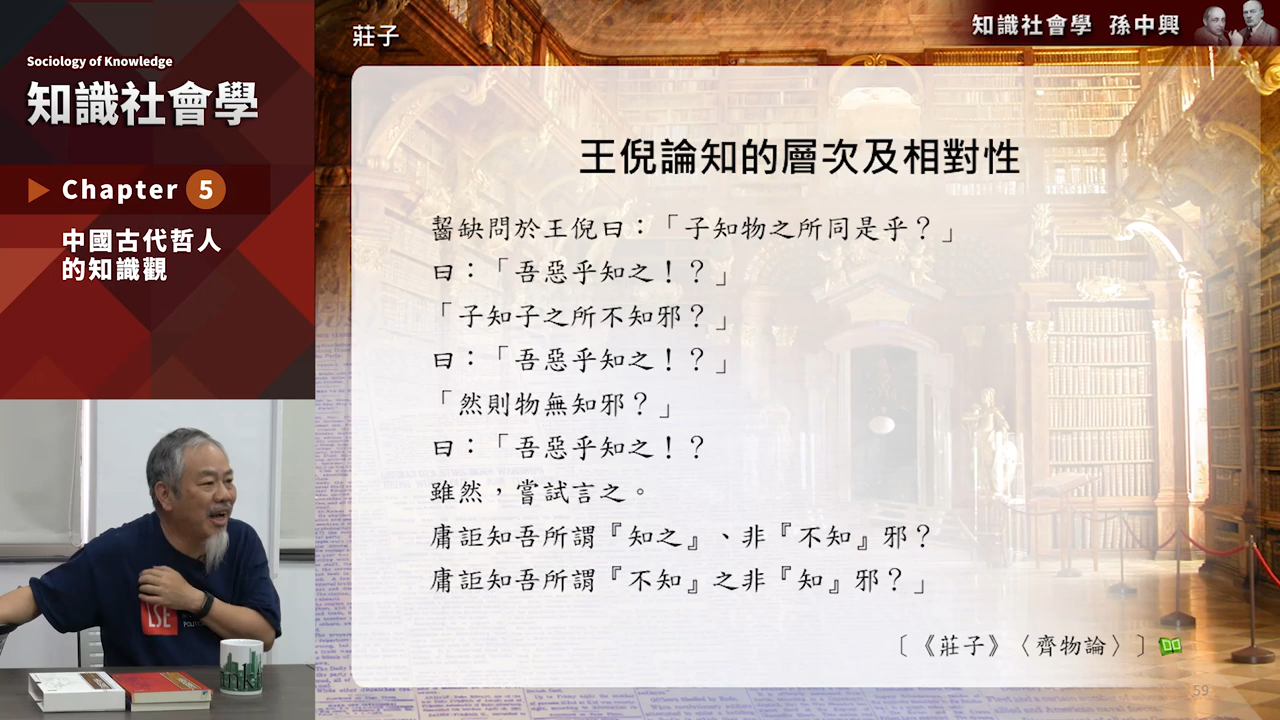 Sociology of Knowledge
知識社會學
Chapter 5
中國古代哲人
的知識觀
莊子
知識社會學 孫中興
王倪論知的層次及相對性
齧缺問於王倪曰：「子知物之所同是乎？」
曰：「吾惡乎知之！？」
「子知子之所不知邪？」
曰：「吾惡乎知之！？」
「然則物無知邪？」
曰：「吾惡乎知之！？
雖然，嘗試言之。
庸詎知吾所謂『知之』、非『不知』邪？
庸詎知吾所謂『不知』之非『知』邪？」
〔《莊子》〈齊物論〉〕
59
LSE